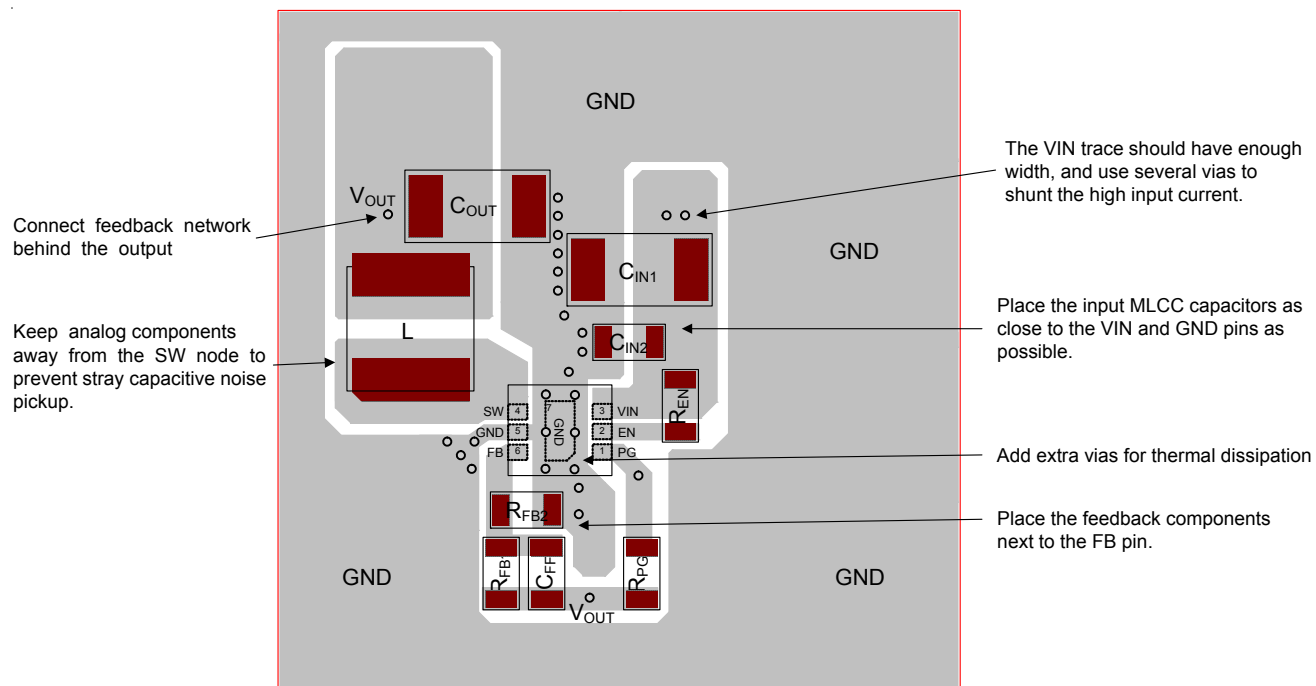 GND
The VIN trace should have enough
width, and use several vias to
shunt the high input current.
VOUT
COUT
Connect feedback network
behind the output
GND
CIN1
Place the input MLCC capacitors as
close to the VIN and GND pins as
possible.
Keep analog components
away from the SW node to
prevent stray capacitive noise
pickup.
L
CIN2
REN
SW 4 7 3 VIN
GND 5 GND 2 EN
FB 6 1 PG
Add extra vias for thermal dissipation
RFB2
Place the feedback components
next to the FB pin.
GND
RFB1
CFF
RPG
GND
VOUT